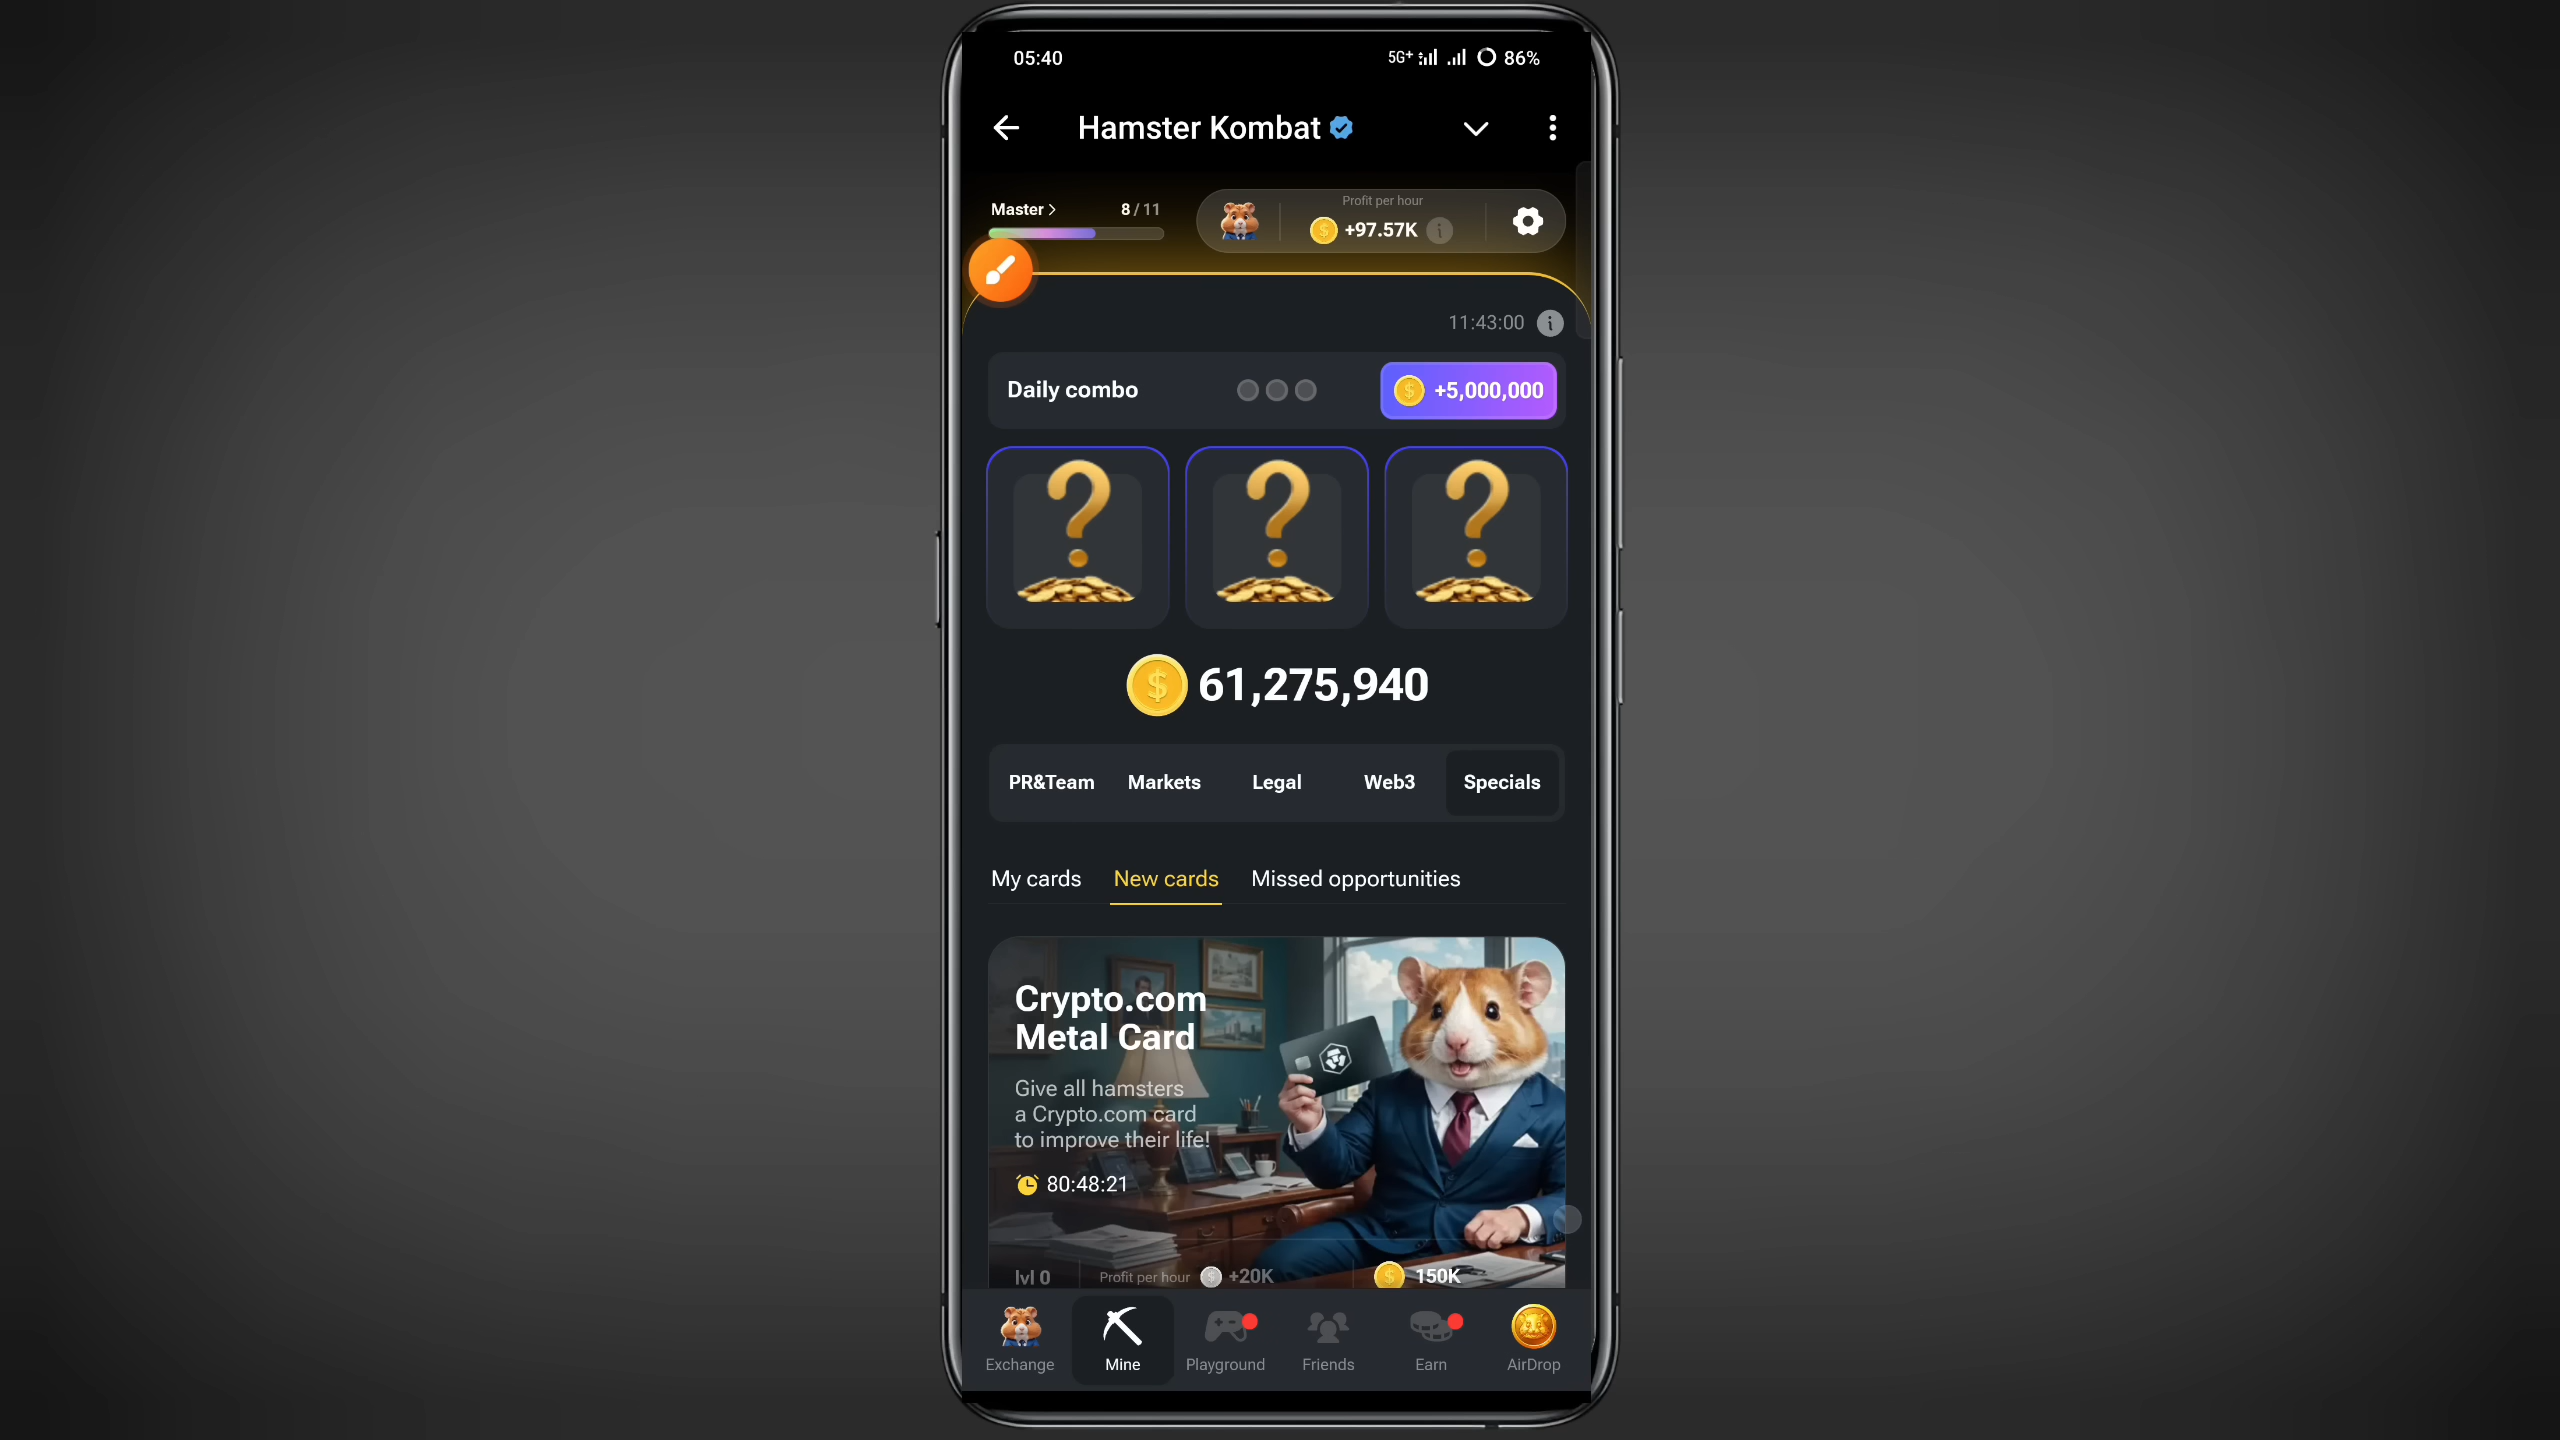 05:40
5G+ 86%
Hamster Kombat
Master > 8/11
Profit per hour
+97.57K
11:43:00
Daily combo
+5,000,000
61,275,940
PR&Team Markets Legal Web3 Specials
My cards New cards Missed opportunities
Crypto.com
Metal Card
Give all hamsters
a Crypto.com card
to improve their life!
80:48:21
lvl 0 Profit per hour +20K 150K
Exchange Mine Playground Friends Earn AirDrop